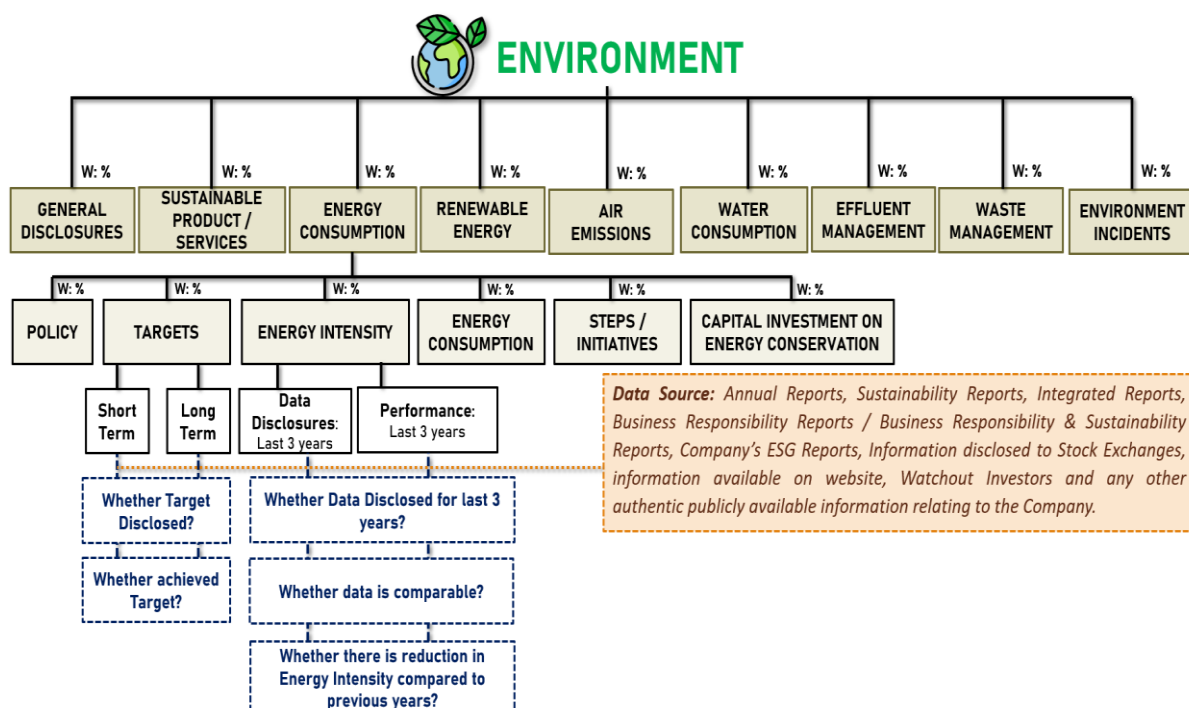 ENVIRONMENT
W: %
W: %
W: %
W: %
W: %
W: %
W: %
W: %
W: %
GENERAL
DISCLOSURES
SUSTAINABLE
PRODUCT /
SERVICES
ENERGY
CONSUMPTION
RENEWABLE
ENERGY
AIR
EMISSIONS
WATER
CONSUMPTION
EFFLUENT
MANAGEMENT
WASTE
MANAGEMENT
ENVIRONMENT
INCIDENTS
W: %
W: %
W: %
W: %
W: %
W: %
POLICY
TARGETS
ENERGY INTENSITY
ENERGY
CONSUMPTION
STEPS /
INITIATIVES
CAPITAL INVESTMENT ON
ENERGY CONSERVATION
Short
Term
Long
Term
Data
Disclosures:
Last 3 years
Performance:
Last 3 years
Data Source: Annual Reports, Sustainability Reports, Integrated Reports,
Business Responsibility Reports / Business Responsibility & Sustainability
Reports, Company's ESG Reports, Information disclosed to Stock Exchanges,
information available on website, Watchout Investors and any other
authentic publicly available information relating to the Company.
Whether Target
Disclosed?
Whether achieved
Target?
Whether Data Disclosed for last 3
years?
Whether data is comparable?
Whether there is reduction in
Energy Intensity compared to
previous years?